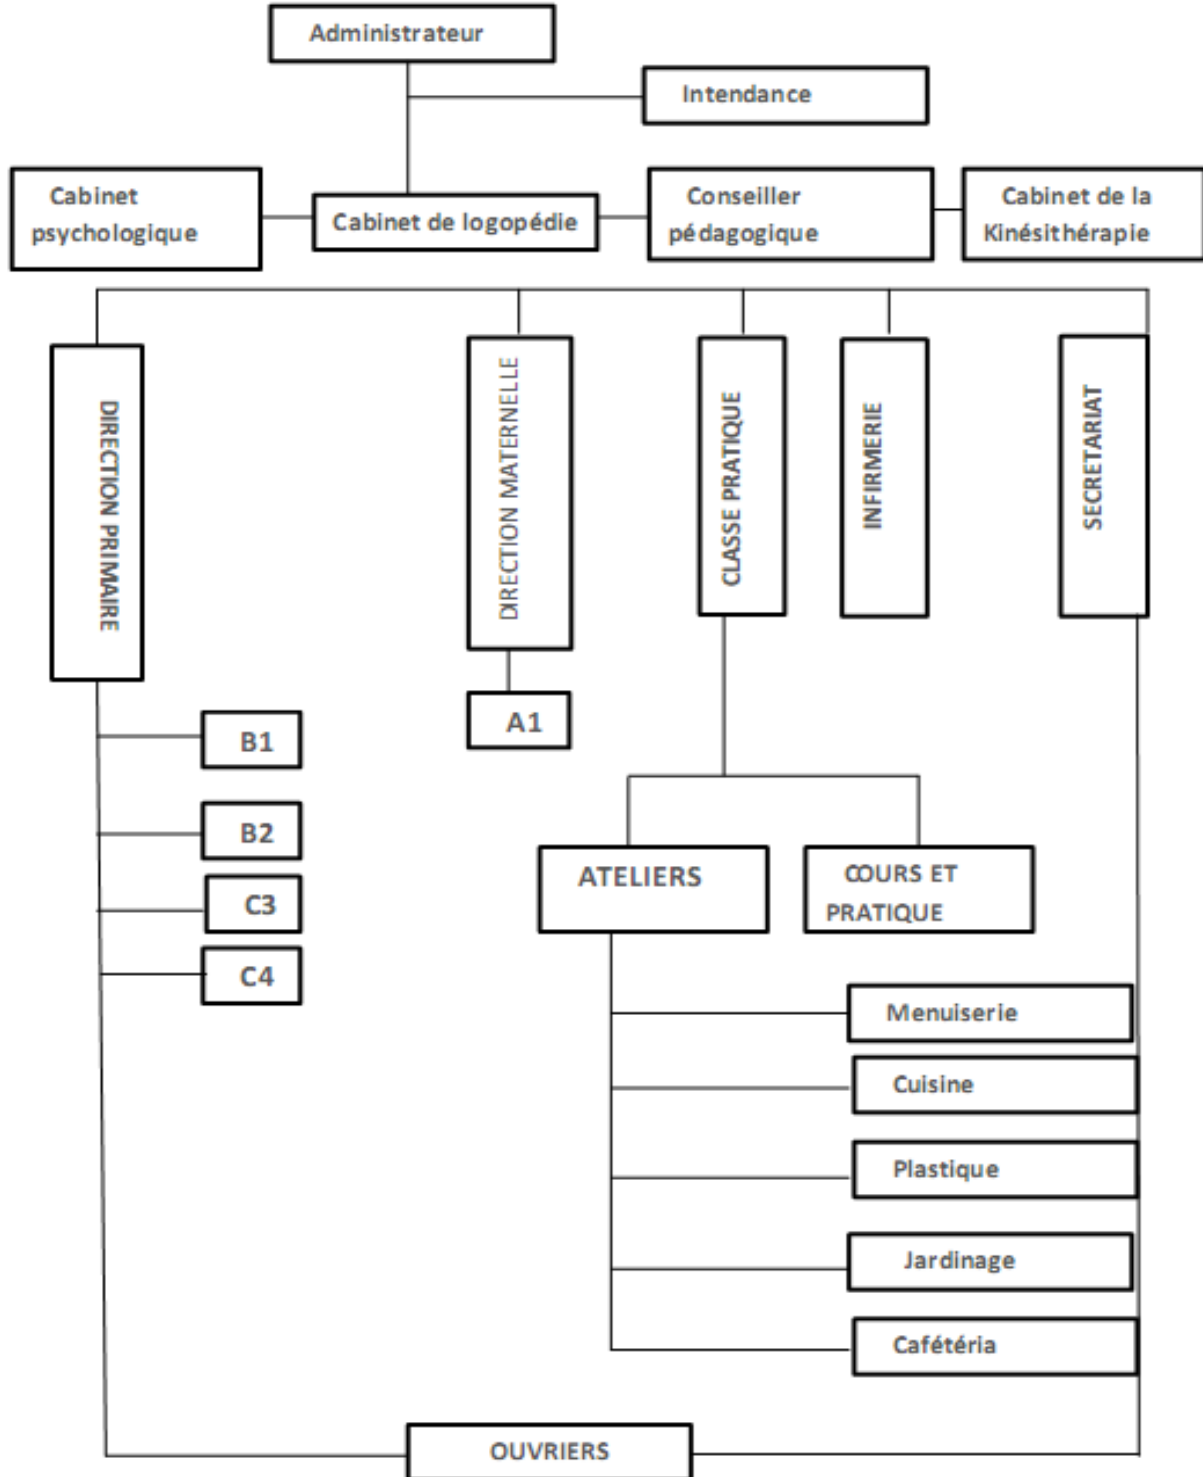 Administrateur
Intendance
Cabinet
psychologique
Cabinet de logopédie
Conseiller
pédagogique
Cabinet de la
Kinésithérapie
DIRECTION PRIMAIRE
DIRECTION MATERNELLE
CLASSE PRATIQUE
INFIRMERIE
SECRETARIAT
B1
B2
C3
C4
A1
ATELIERS
COURS ET
PRATIQUE
Menuiserie
Cuisine
Plastique
Jardinage
Cafétéria
OUVRIERS